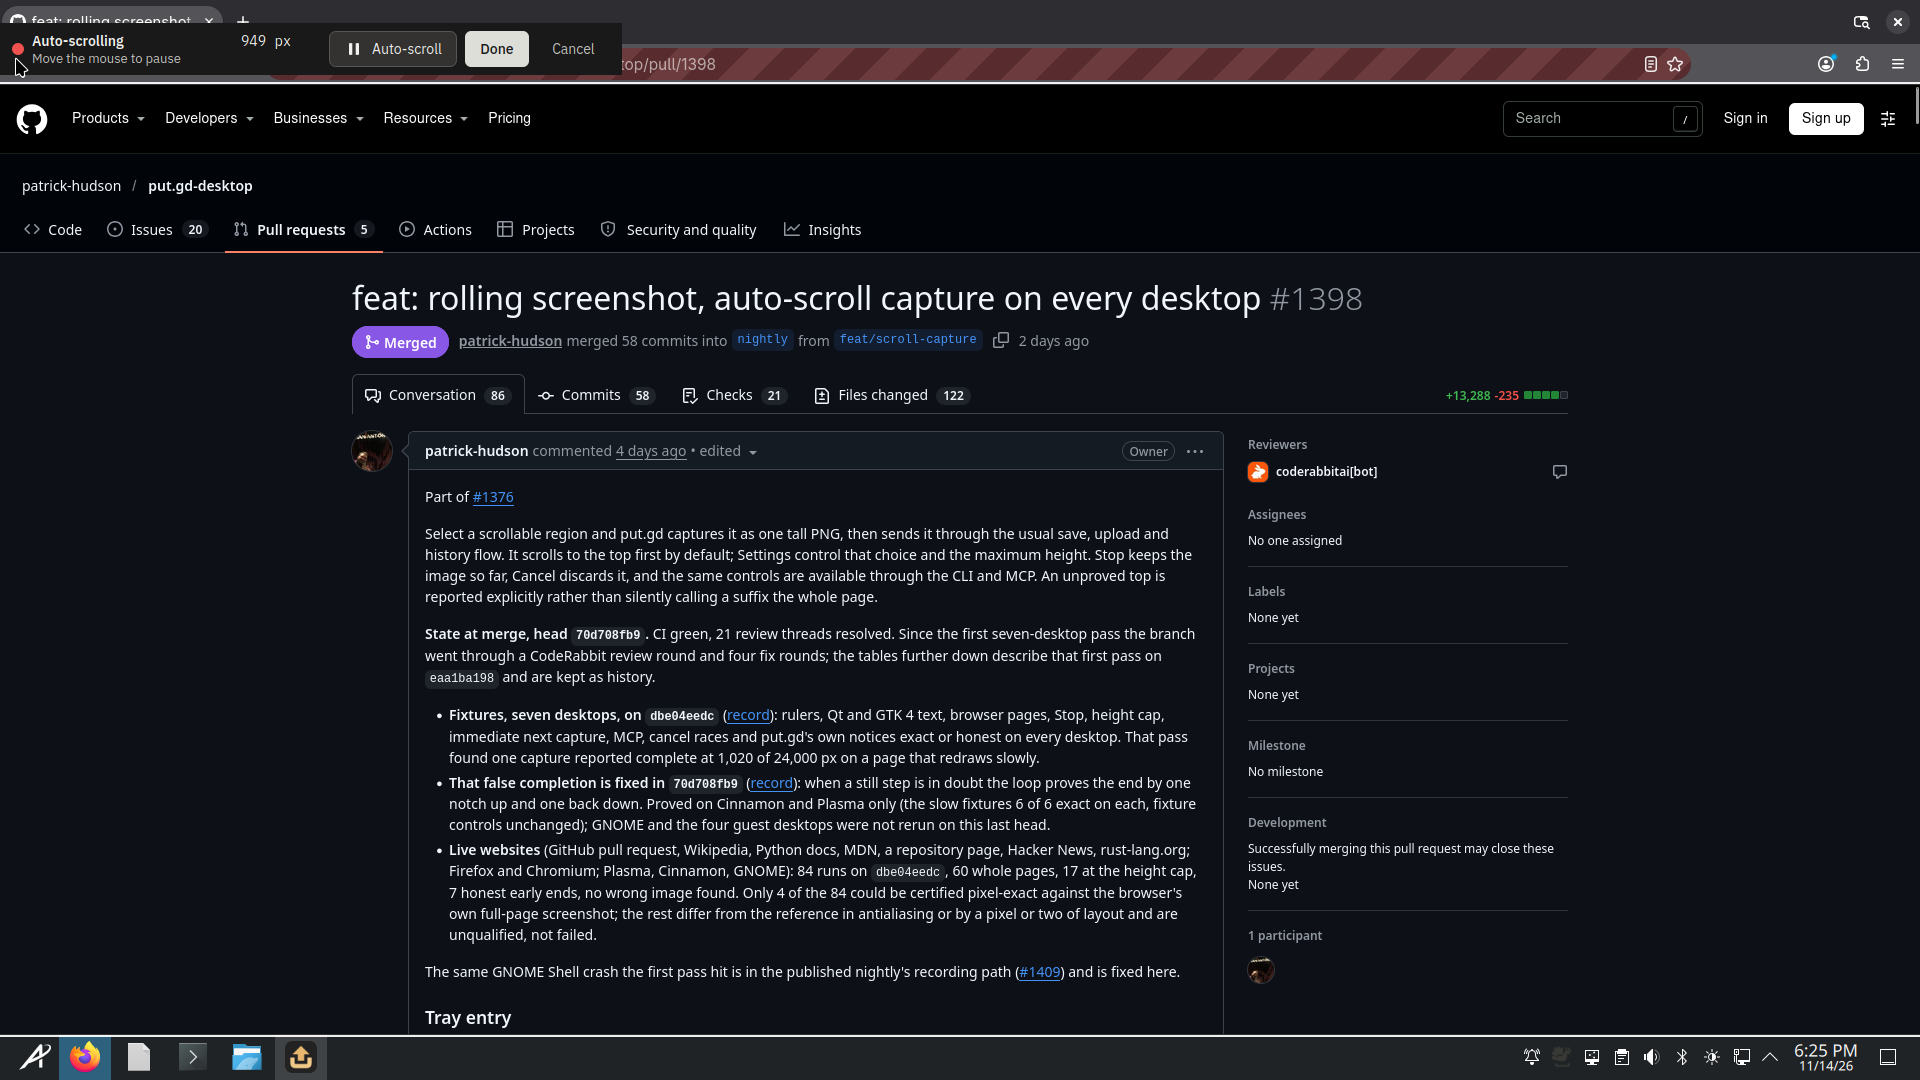 feat: rolling screenshot
Auto-scrolling
Move the mouse to pause
949 px
Auto-scroll
Done
Cancel
top/pull/1398
Products
Developers
Businesses
Resources
Pricing
Search
/
Sign in
Sign up
patrick-hudson / put.gd-desktop
Code
Issues 20
Pull requests 5
Actions
Projects
Security and quality
Insights
feat: rolling screenshot, auto-scroll capture on every desktop #1398
Merged
patrick-hudson merged 58 commits into nightly from feat/scroll-capture 2 days ago
Conversation 86
Commits 58
Checks 21
Files changed 122
+13,288 -235
patrick-hudson commented 4 days ago • edited
Owner
Part of #1376
Select a scrollable region and put.gd captures it as one tall PNG, then sends it through the usual save, upload and
history flow. It scrolls to the top first by default; Settings control that choice and the maximum height. Stop keeps the
image so far, Cancel discards it, and the same controls are available through the CLI and MCP. An unproved top is
reported explicitly rather than silently calling a suffix the whole page.
State at merge, head 70d708fb9. CI green, 21 review threads resolved. Since the first seven-desktop pass the branch
went through a CodeRabbit review round and four fix rounds; the tables further down describe that first pass on
eaa1ba198 and are kept as history.
• Fixtures, seven desktops, on dbe04eedc (record): rulers, Qt and GTK 4 text, browser pages, Stop, height cap,
immediate next capture, MCP, cancel races and put.gd's own notices exact or honest on every desktop. That pass
found one capture reported complete at 1,020 of 24,000 px on a page that redraws slowly.
• That false completion is fixed in 70d708fb9 (record): when a still step is in doubt the loop proves the end by one
notch up and one back down. Proved on Cinnamon and Plasma only (the slow fixtures 6 of 6 exact on each, fixture
controls unchanged); GNOME and the four guest desktops were not rerun on this last head.
• Live websites (GitHub pull request, Wikipedia, Python docs, MDN, a repository page, Hacker News, rust-lang.org;
Firefox and Chromium; Plasma, Cinnamon, GNOME): 84 runs on dbe04eedc, 60 whole pages, 17 at the height cap,
7 honest early ends, no wrong image found. Only 4 of the 84 could be certified pixel-exact against the browser's
own full-page screenshot; the rest differ from the reference in antialiasing or by a pixel or two of layout and are
unqualified, not failed.
The same GNOME Shell crash the first pass hit is in the published nightly's recording path (#1409) and is fixed here.
Tray entry
Reviewers
coderabbitai[bot]
Assignees
No one assigned
Labels
None yet
Projects
None yet
Milestone
No milestone
Development
Successfully merging this pull request may close these
issues.
None yet
1 participant
6:25 PM
11/14/26